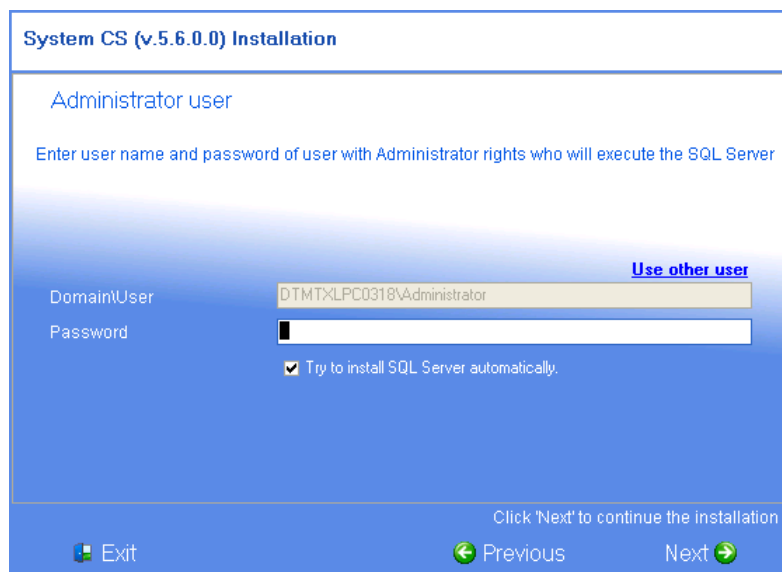 System CS (v.5.6.0.0) Installation
Administrator user
Enter user name and password of user with Administrator rights who will execute the SQL Server
Use other user
Domain\User
DTMTXLPC0318\Administrator
Password
Try to install SQL Server automatically.
Click 'Next' to continue the installation
Exit
Previous
Next